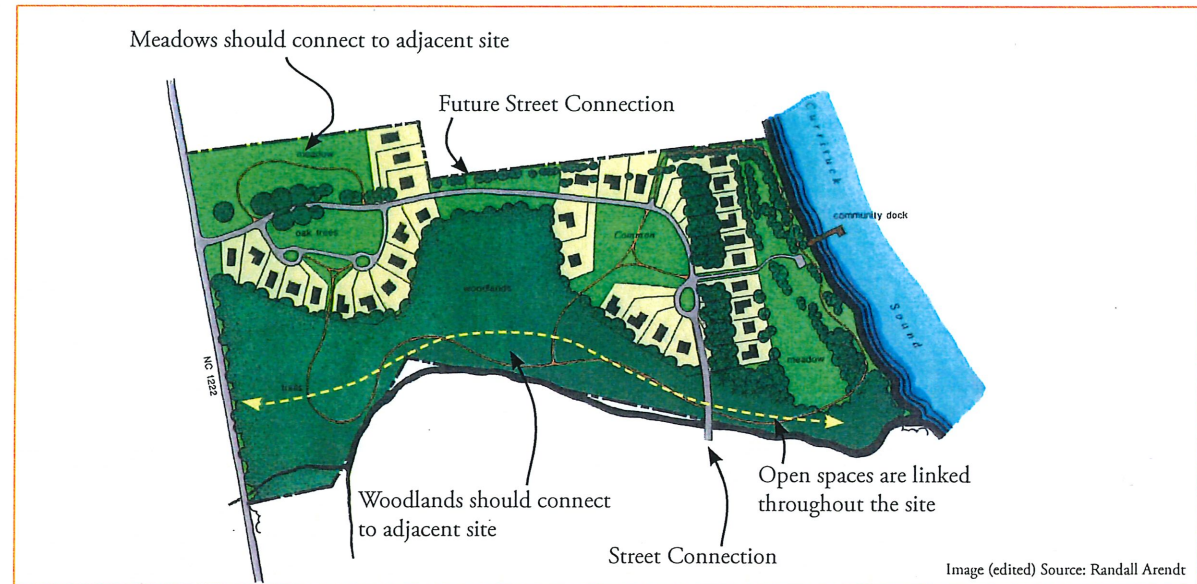 Meadows should connect to adjacent site
Future Street Connection
meadow
oak trees
Common
woodlands
community dock
Currituck
Sound
meadow
NC 1222
trails
Woodlands should connect
to adjacent site
Open spaces are linked
throughout the site
Street Connection
Image (edited) Source: Randall Arendt